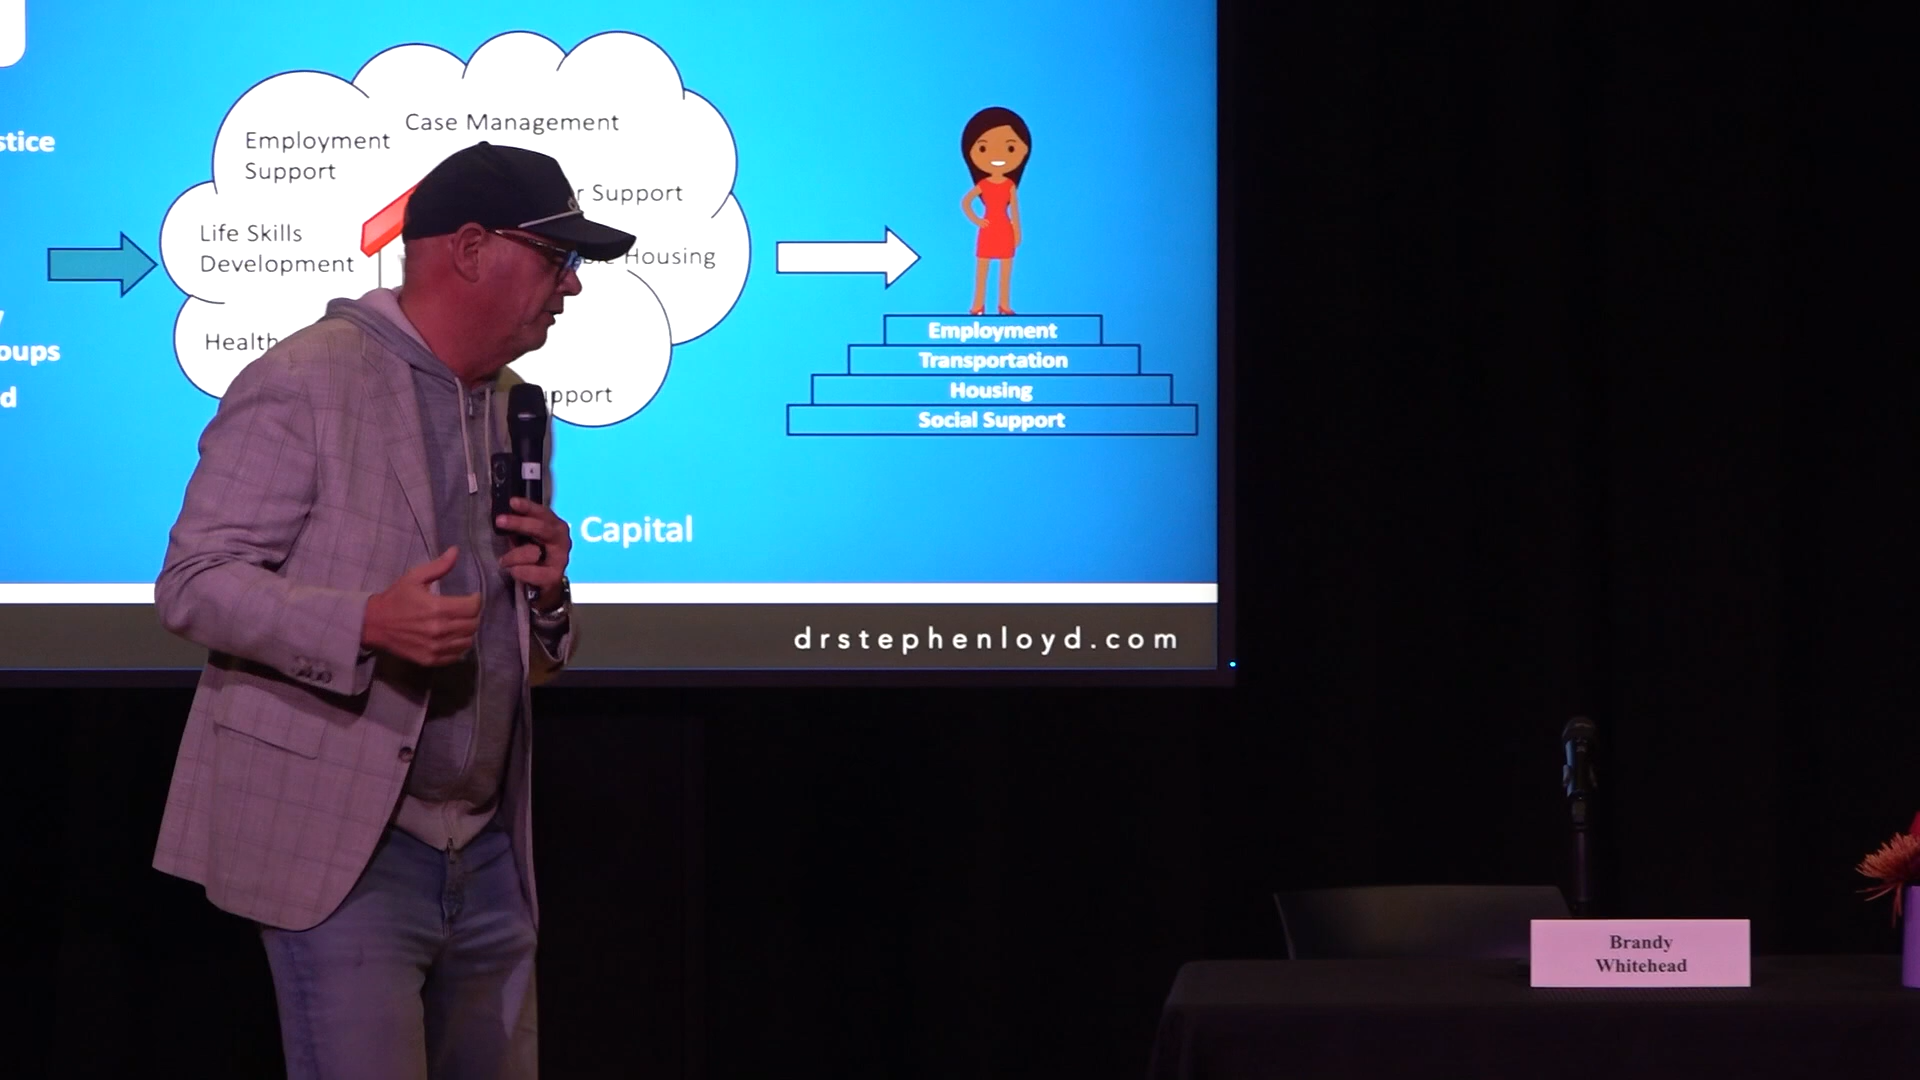 stice
oups
d
Case Management
Employment
Support
r Support
Life Skills
Development
Housing
Health
upport
Employment
Transportation
Housing
Social Support
Capital
drstephenloyd.com
Brandy
Whitehead